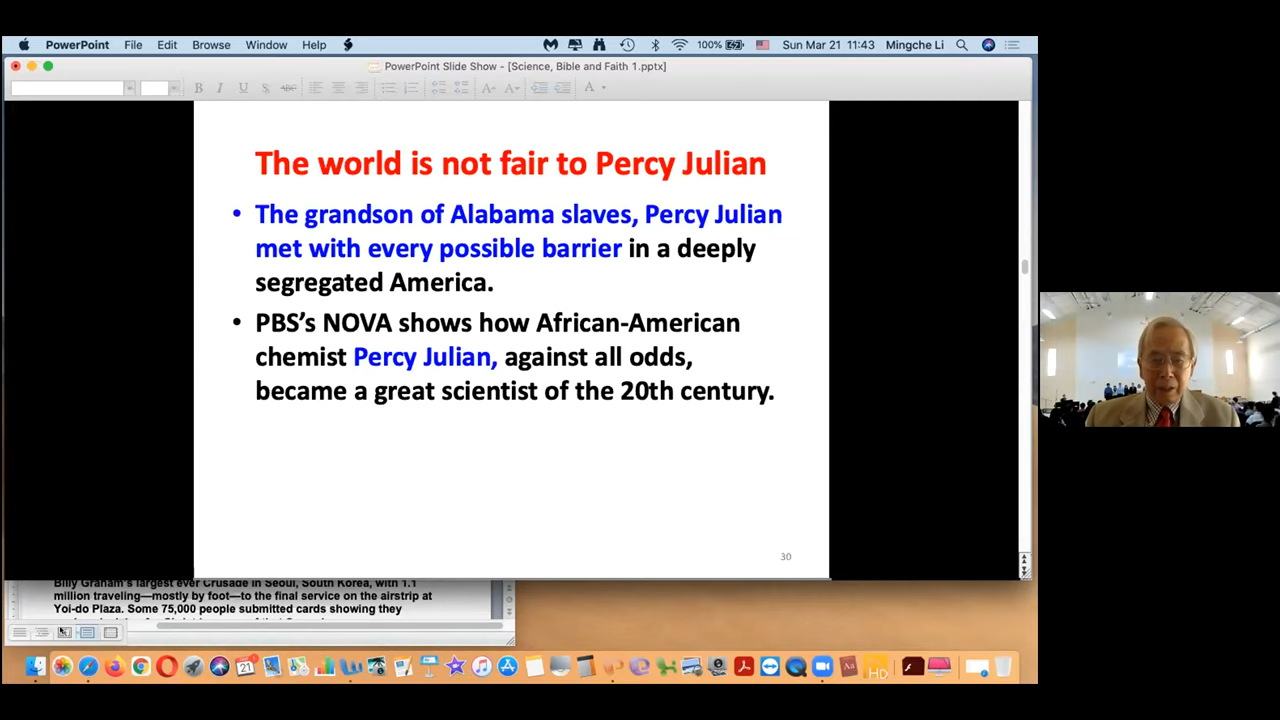 PowerPoint File Edit Browse Window Help 100% Sun Mar 21 11:43 Mingche Li
PowerPoint Slide Show - [Science, Bible and Faith 1.pptx]
B I U S ABC A A A
The world is not fair to Percy Julian
• The grandson of Alabama slaves, Percy Julian
met with every possible barrier in a deeply
segregated America.
• PBS’s NOVA shows how African-American
chemist Percy Julian, against all odds,
became a great scientist of the 20th century.
30
Billy Graham's largest ever Crusade in Seoul, South Korea, with 1.1
million traveling—mostly by foot—to the final service on the airstrip at
Yoi-do Plaza. Some 75,000 people submitted cards showing they
21 Aa HD